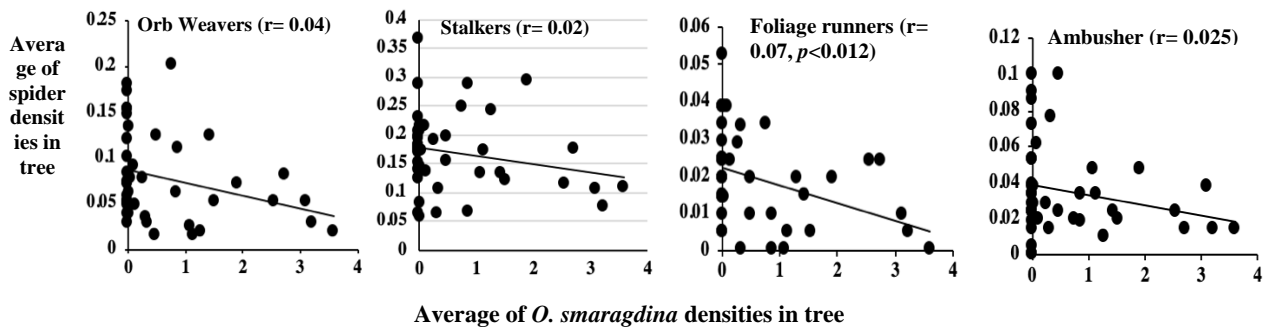 Avera
ge of
spider
densit
ies in
tree
Orb Weavers (r= 0.04)
0.25
0.2
0.15
0.1
0.05
0
0 1 2 3 4
Stalkers (r= 0.02)
0.4
0.35
0.3
0.25
0.2
0.15
0.1
0.05
0
0 1 2 3 4
Foliage runners (r=
0.07, p<0.012)
0.06
0.05
0.04
0.03
0.02
0.01
0
0 1 2 3 4
Ambusher (r= 0.025)
0.12
0.1
0.08
0.06
0.04
0.02
0
0 1 2 3 4
Average of O. smaragdina densities in tree